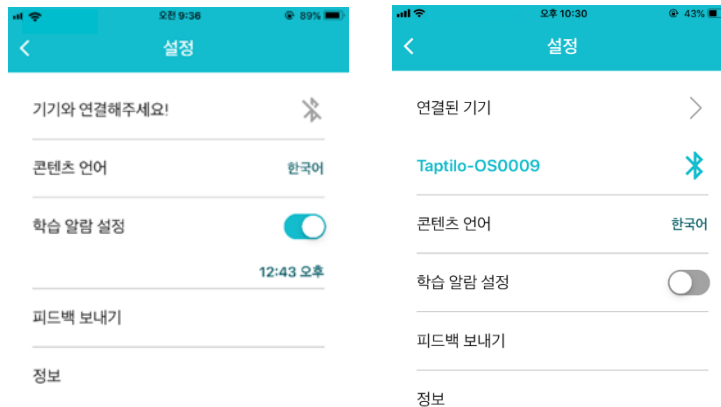 오전 9:36
89%
설정
기기와 연결해주세요!
콘텐츠 언어
한국어
학습 알람 설정
12:43 오후
피드백 보내기
정보
오후 10:30
43%
설정
연결된 기기
Taptilo-OS0009
콘텐츠 언어
한국어
학습 알람 설정
피드백 보내기
정보